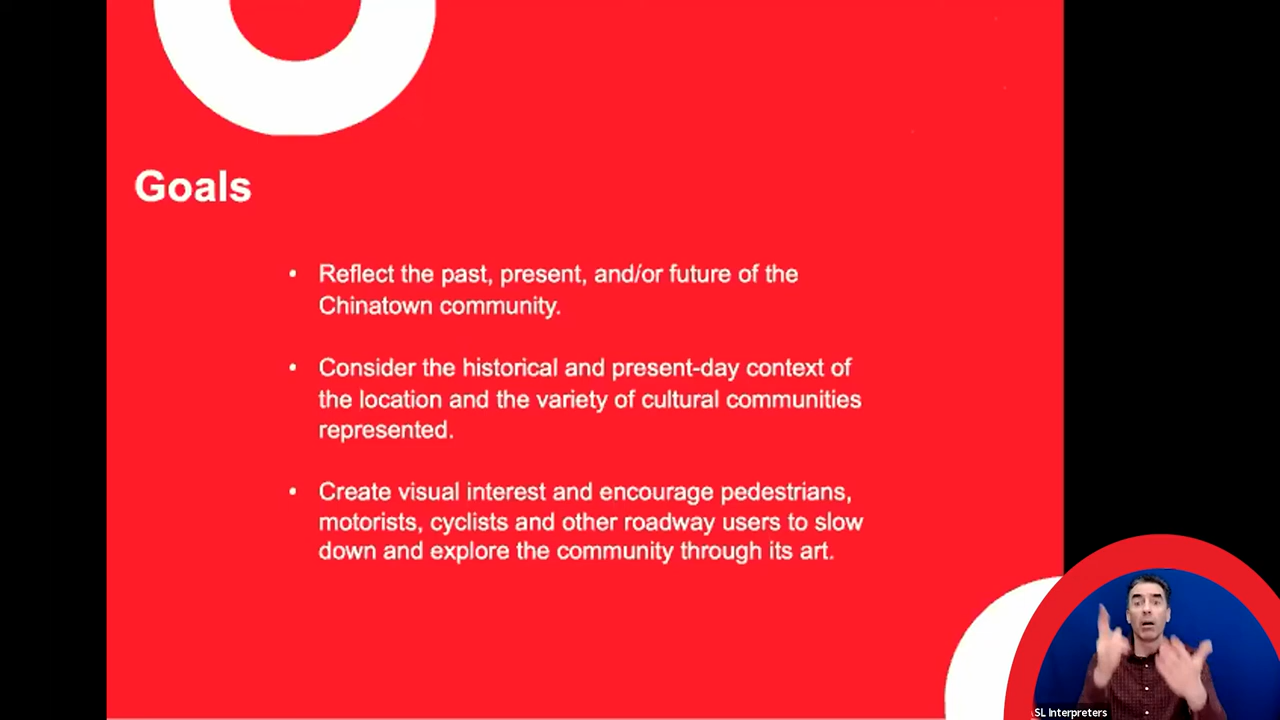 Goals
• Reflect the past, present, and/or future of the
Chinatown community.
• Consider the historical and present-day context of
the location and the variety of cultural communities
represented.
• Create visual interest and encourage pedestrians,
motorists, cyclists and other roadway users to slow
down and explore the community through its art.
SL Interpreters